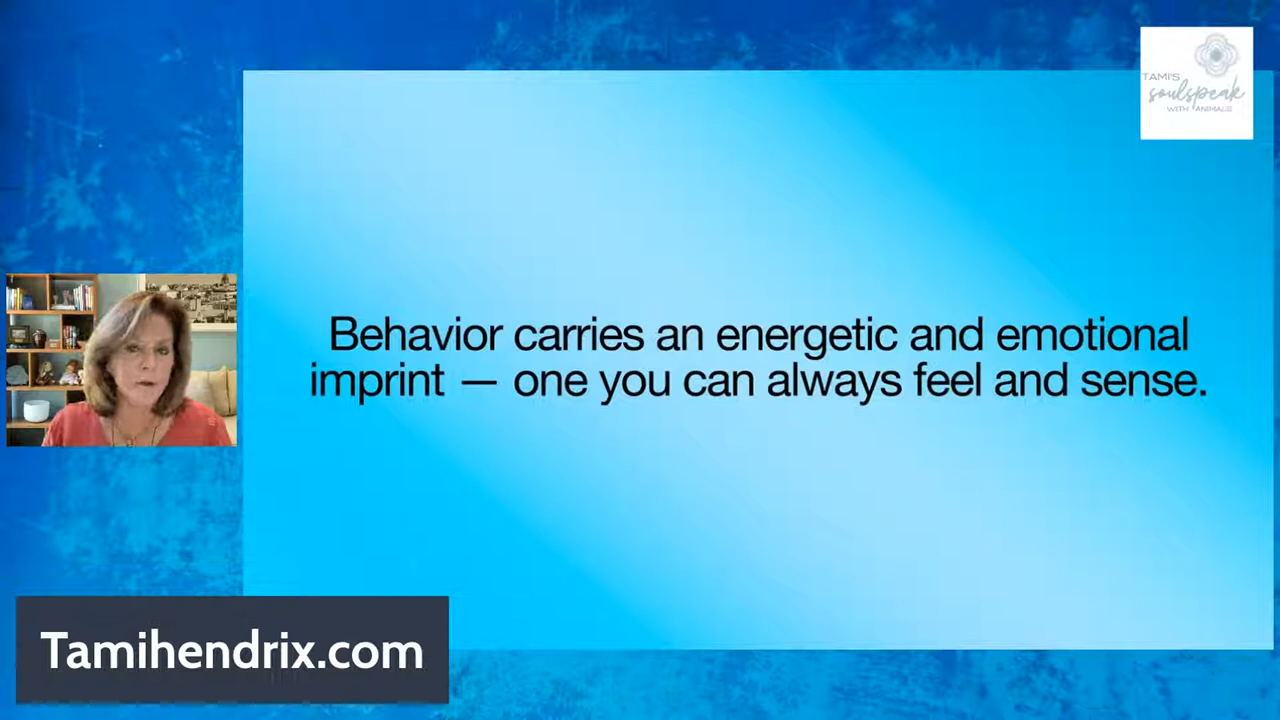 TAMI'S
soulspeak
WITH ANIMALS
Behavior carries an energetic and emotional
imprint — one you can always feel and sense.
Tamihendrix.com